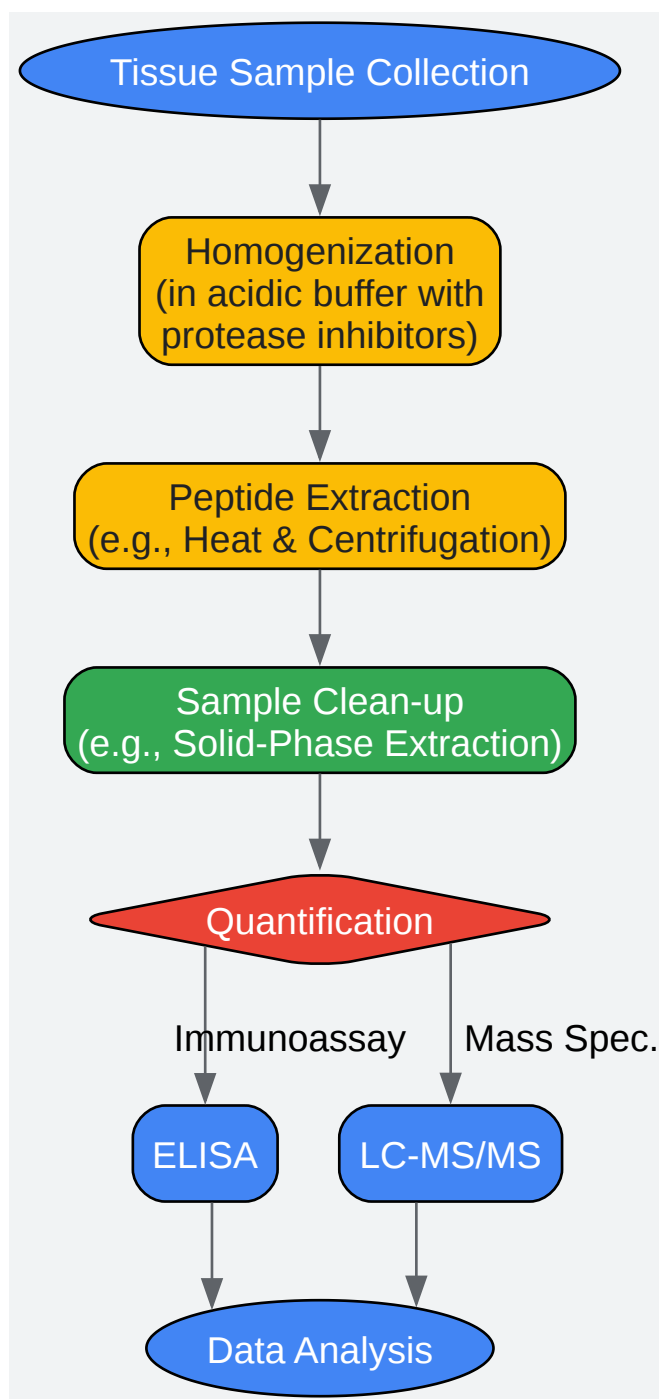 Tissue Sample Collection
Homogenization
(in acidic buffer with
protease inhibitors)
Peptide Extraction
(e.g., Heat & Centrifugation)
Sample Clean-up
(e.g., Solid-Phase Extraction)
Quantification
Immunoassay
Mass Spec.
ELISA
LC-MS/MS
Data Analysis